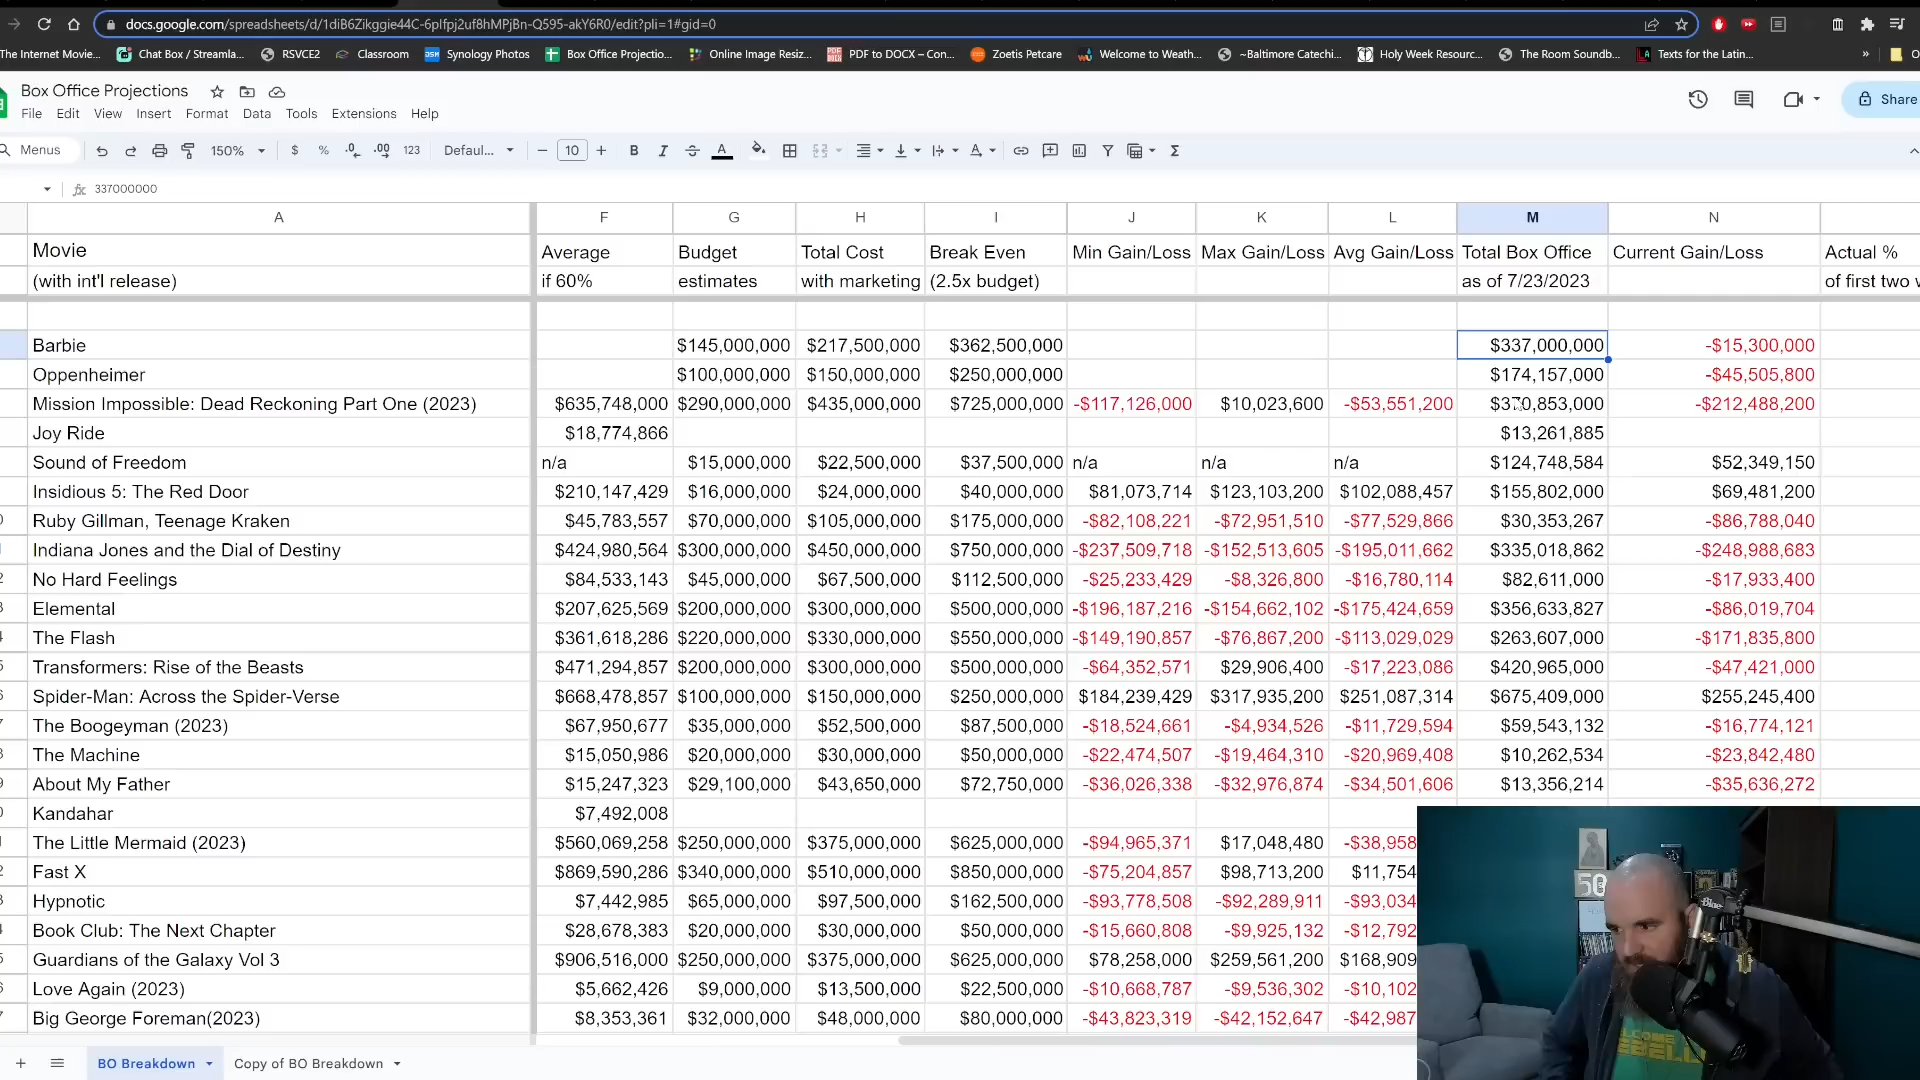 docs.google.com/spreadsheets/d/1diB6Zikggie44C-6plfpj2uf8hMPjBn-Q595-akY6R0/edit?pli=1#gid=0
The Internet Movie... Chat Box / Streamla... RSVCE2 Classroom Synology Photos Box Office Projectio... Online Image Resiz... PDF to DOCX – Con... Zoetis Petcare Welcome to Weath... ~Baltimore Catechi... Holy Week Resourc... The Room Soundb... Texts for the Latin... » O
Box Office Projections
File Edit View Insert Format Data Tools Extensions Help
Share
Menus 150% $ % .0 .00 123 Defaul... − 10 + B I A Σ
fx 337000000
A F G H I J K L M N
Movie Average Budget Total Cost Break Even Min Gain/Loss Max Gain/Loss Avg Gain/Loss Total Box Office Current Gain/Loss Actual %
(with int'l release) if 60% estimates with marketing (2.5x budget) as of 7/23/2023 of first two
Barbie $145,000,000 $217,500,000 $362,500,000 $337,000,000 -$15,300,000
Oppenheimer $100,000,000 $150,000,000 $250,000,000 $174,157,000 -$45,505,800
Mission Impossible: Dead Reckoning Part One (2023) $635,748,000 $290,000,000 $435,000,000 $725,000,000 -$117,126,000 $10,023,600 -$53,551,200 $370,853,000 -$212,488,200
Joy Ride $18,774,866 $13,261,885
Sound of Freedom n/a $15,000,000 $22,500,000 $37,500,000 n/a n/a n/a $124,748,584 $52,349,150
Insidious 5: The Red Door $210,147,429 $16,000,000 $24,000,000 $40,000,000 $81,073,714 $123,103,200 $102,088,457 $155,802,000 $69,481,200
Ruby Gillman, Teenage Kraken $45,783,557 $70,000,000 $105,000,000 $175,000,000 -$82,108,221 -$72,951,510 -$77,529,866 $30,353,267 -$86,788,040
Indiana Jones and the Dial of Destiny $424,980,564 $300,000,000 $450,000,000 $750,000,000 -$237,509,718 -$152,513,605 -$195,011,662 $335,018,862 -$248,988,683
No Hard Feelings $84,533,143 $45,000,000 $67,500,000 $112,500,000 -$25,233,429 -$8,326,800 -$16,780,114 $82,611,000 -$17,933,400
Elemental $207,625,569 $200,000,000 $300,000,000 $500,000,000 -$196,187,216 -$154,662,102 -$175,424,659 $356,633,827 -$86,019,704
The Flash $361,618,286 $220,000,000 $330,000,000 $550,000,000 -$149,190,857 -$76,867,200 -$113,029,029 $263,607,000 -$171,835,800
Transformers: Rise of the Beasts $471,294,857 $200,000,000 $300,000,000 $500,000,000 -$64,352,571 $29,906,400 -$17,223,086 $420,965,000 -$47,421,000
Spider-Man: Across the Spider-Verse $668,478,857 $100,000,000 $150,000,000 $250,000,000 $184,239,429 $317,935,200 $251,087,314 $675,409,000 $255,245,400
The Boogeyman (2023) $67,950,677 $35,000,000 $52,500,000 $87,500,000 -$18,524,661 -$4,934,526 -$11,729,594 $59,543,132 -$16,774,121
The Machine $15,050,986 $20,000,000 $30,000,000 $50,000,000 -$22,474,507 -$19,464,310 -$20,969,408 $10,262,534 -$23,842,480
About My Father $15,247,323 $29,100,000 $43,650,000 $72,750,000 -$36,026,338 -$32,976,874 -$34,501,606 $13,356,214 -$35,636,272
Kandahar $7,492,008
The Little Mermaid (2023) $560,069,258 $250,000,000 $375,000,000 $625,000,000 -$94,965,371 $17,048,480 -$38,958
Fast X $869,590,286 $340,000,000 $510,000,000 $850,000,000 -$75,204,857 $98,713,200 $11,754
Hypnotic $7,442,985 $65,000,000 $97,500,000 $162,500,000 -$93,778,508 -$92,289,911 -$93,034
Book Club: The Next Chapter $28,678,383 $20,000,000 $30,000,000 $50,000,000 -$15,660,808 -$9,925,132 -$12,792
Guardians of the Galaxy Vol 3 $906,516,000 $250,000,000 $375,000,000 $625,000,000 $78,258,000 $259,561,200 $168,909
Love Again (2023) $5,662,426 $9,000,000 $13,500,000 $22,500,000 -$10,668,787 -$9,536,302 -$10,102
Big George Foreman(2023) $8,353,361 $32,000,000 $48,000,000 $80,000,000 -$43,823,319 -$42,152,647 -$42,987
50
Blue
+ BO Breakdown Copy of BO Breakdown